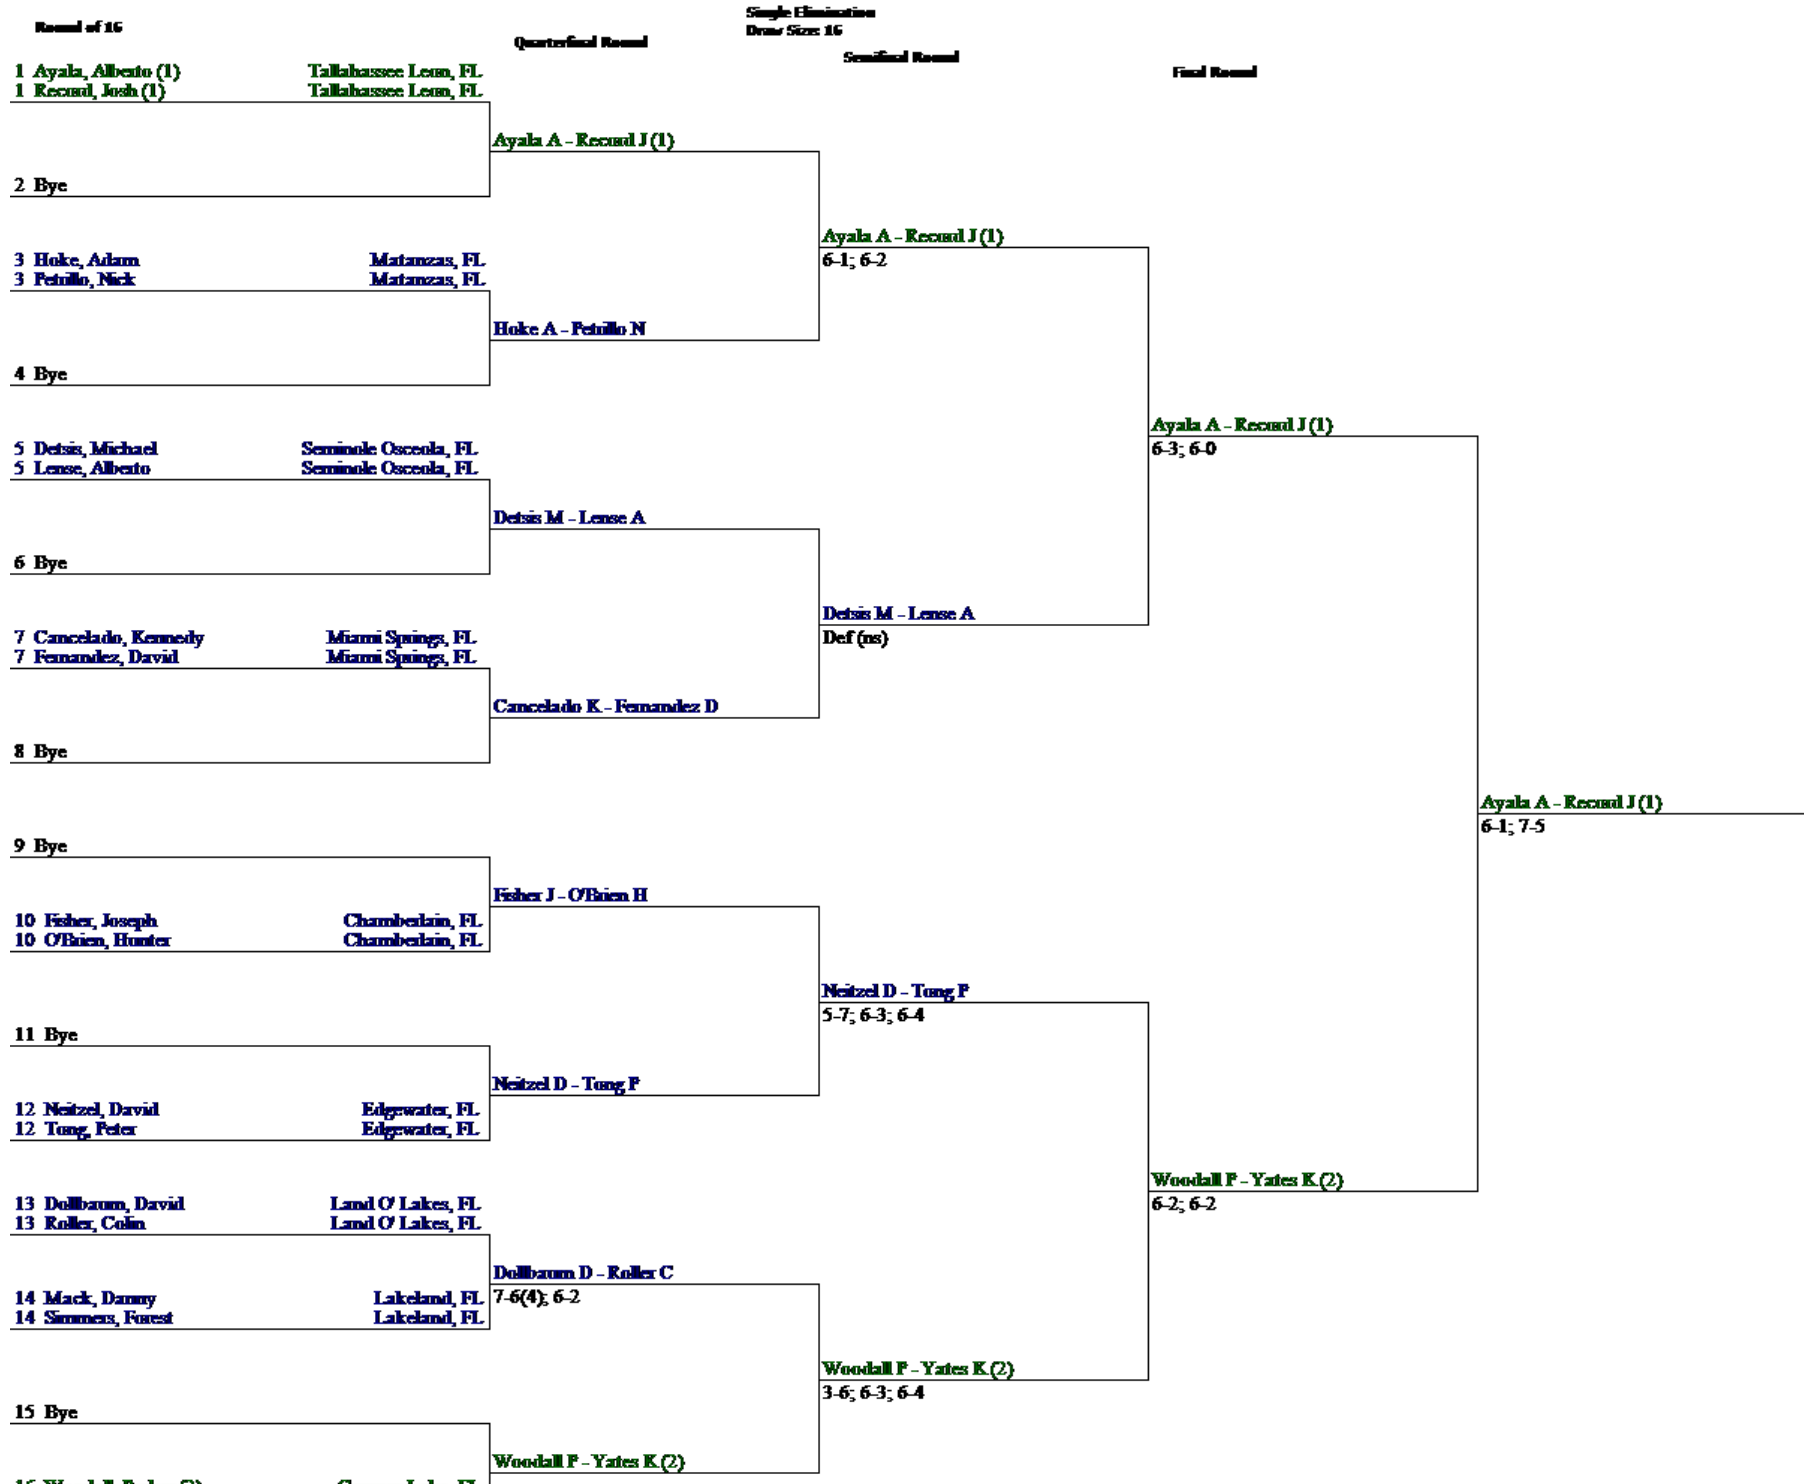 Single Elimination
Draw Size: 16
Round of 16
Quarterfinal Round
Semifinal Round
Final Round
1 Ayala, Alberto (1) Tallahassee Leon, FL
1 Record, Josh (1) Tallahassee Leon, FL
Ayala A - Record J (1)
2 Bye
Ayala A - Record J (1)
6-1; 6-2
3 Hoke, Adam Matanzas, FL
3 Petrillo, Nick Matanzas, FL
Hoke A - Petrillo N
4 Bye
Ayala A - Record J (1)
6-3; 6-0
5 Detsis, Michael Seminole Osceola, FL
5 Lense, Alberto Seminole Osceola, FL
Detsis M - Lense A
6 Bye
Detsis M - Lense A
Def (ns)
7 Cancelado, Kennedy Miami Springs, FL
7 Fernandez, David Miami Springs, FL
Cancelado K - Fernandez D
8 Bye
Ayala A - Record J (1)
6-1; 7-5
9 Bye
Fisher J - O'Brien H
10 Fisher, Joseph Chamberlain, FL
10 O'Brien, Hunter Chamberlain, FL
Neitzel D - Tong P
5-7; 6-3; 6-4
11 Bye
Neitzel D - Tong P
12 Neitzel, David Edgewater, FL
12 Tong, Peter Edgewater, FL
Woodall P - Yates K (2)
6-2; 6-2
13 Dollbaum, David Land O' Lakes, FL
13 Roller, Colin Land O' Lakes, FL
Dollbaum D - Roller C
7-6(4); 6-2
14 Mack, Danny Lakeland, FL
14 Simmers, Forest Lakeland, FL
Woodall P - Yates K (2)
3-6; 6-3; 6-4
15 Bye
Woodall P - Yates K (2)